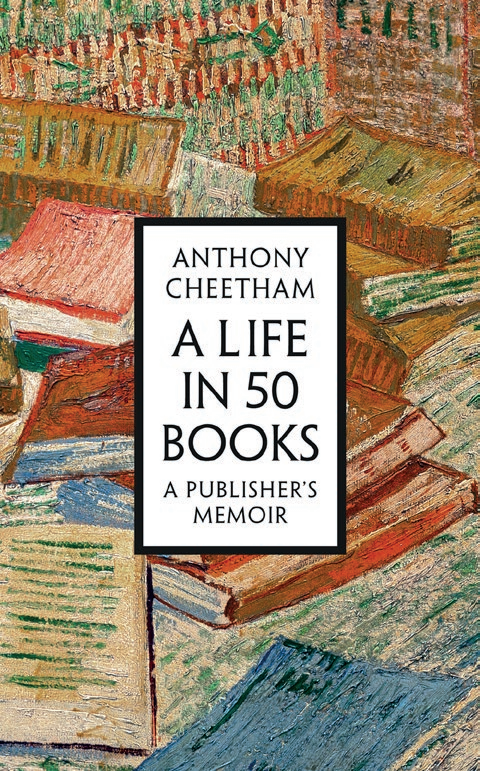 ANTHONY
CHEETHAM
A LIFE
IN 50
BOOKS
A PUBLISHER'S
MEMOIR